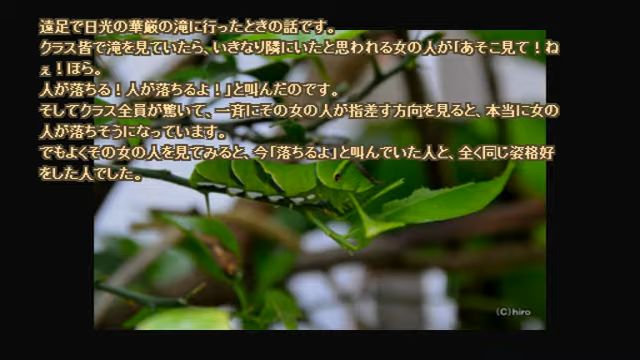 遠足で日光の華厳の滝に行ったときの話です。
クラス皆で滝を見ていたら、いきなり隣にいたと思われる女の人が「あそこ見て！ね
ぇ！ほら。
人が落ちる！人が落ちるよ！」と叫んだのです。
そしてクラス全員が驚いて、一斉にその女の人が指差す方向を見ると、本当に女の
人が落ちそうになっています。
でもよくその女の人を見てみると、今「落ちるよ」と叫んでいた人と、全く同じ姿格好
をした人でした。
(C)hiro